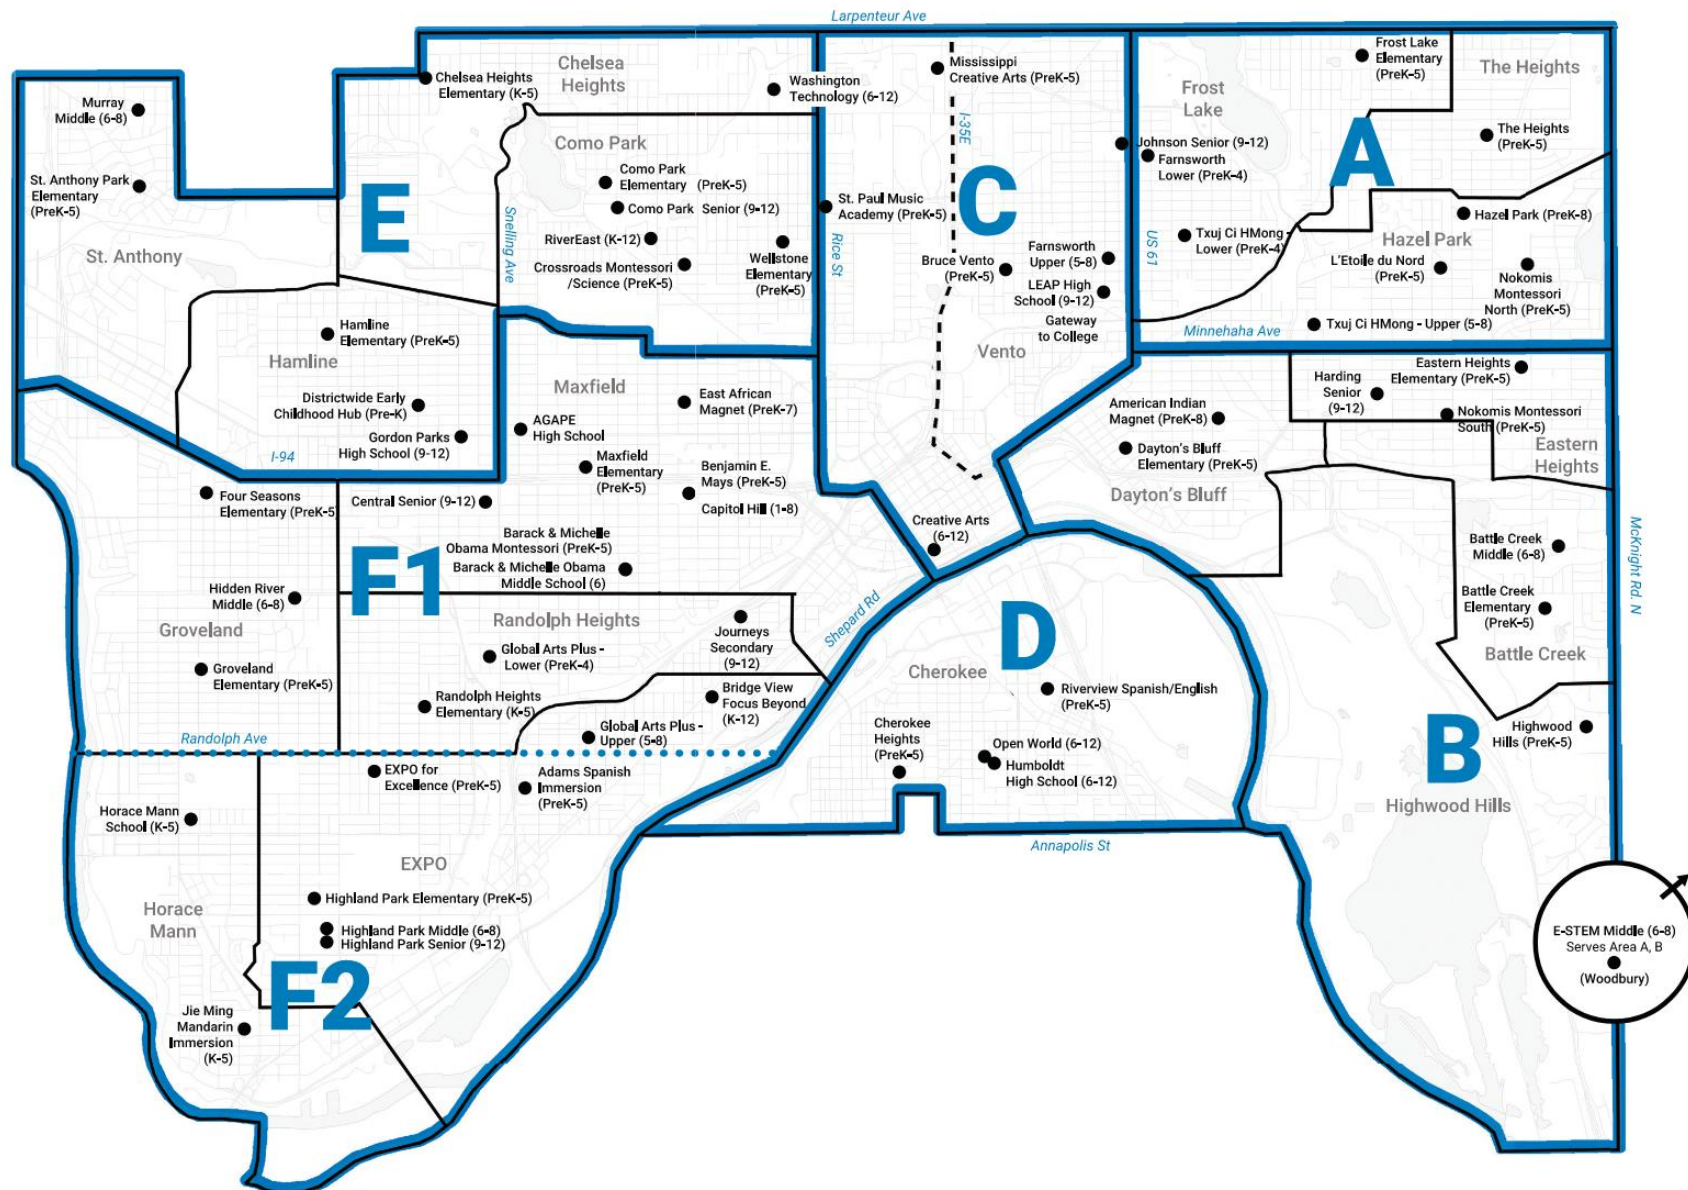 Larpenteur Ave
Murray
Middle (6-8)
St. Anthony Park
Elementary
(PreK-5)
St. Anthony
Chelsea Heights
Elementary (K-5)
Chelsea
Heights
Washington
Technology (6-12)
E
Como Park
Como Park
Elementary (PreK-5)
Como Park Senior (9-12)
RiverEast (K-12)
Crossroads Montessori
/Science (PreK-5)
Wellstone
Elementary
(PreK-5)
Snelling Ave
Hamline
Elementary (PreK-5)
Hamline
Districtwide Early
Childhood Hub (Pre-K)
Gordon Parks
High School (9-12)
I-94
Mississippi
Creative Arts (PreK-5)
I-35E
C
St. Paul Music
Academy (PreK-5)
Rice St
Bruce Vento
(PreK-5)
Farnsworth
Upper (5-8)
LEAP High
School (9-12)
Gateway
to College
Vento
Johnson Senior (9-12)
Creative Arts
(6-12)
Frost Lake
Elementary
(PreK-5)
The Heights
Frost
Lake
A
The Heights
(PreK-5)
Farnsworth
Lower (PreK-4)
US 61
Txuj Ci HMong -
Lower (PreK-4)
Hazel Park (PreK-8)
Hazel Park
L'Etoile du Nord
(PreK-5)
Nokomis
Montessori
North (PreK-5)
Txuj Ci HMong - Upper (5-8)
Minnehaha Ave
Maxfield
East African
Magnet (PreK-7)
AGAPE
High School
Maxfield
Elementary
(PreK-5)
Benjamin E.
Mays (PreK-5)
Capitol Hill (1-8)
Central Senior (9-12)
Barack & Michelle
Obama Montessori (PreK-5)
Barack & Michelle Obama
Middle School (6)
F1
Four Seasons
Elementary (PreK-5)
Hidden River
Middle (6-8)
Groveland
Groveland
Elementary (PreK-5)
Randolph Heights
Global Arts Plus -
Lower (PreK-4)
Journeys
Secondary
(9-12)
Randolph Heights
Elementary (K-5)
Bridge View
Focus Beyond
(K-12)
Global Arts Plus -
Upper (5-8)
Randolph Ave
Shepard Rd
American Indian
Magnet (PreK-8)
Dayton's Bluff
Elementary (PreK-5)
Dayton's Bluff
Harding
Senior
(9-12)
Eastern Heights
Elementary (PreK-5)
Nokomis Montessori
South (PreK-5)
Eastern
Heights
Battle Creek
Middle (6-8)
Battle Creek
Elementary
(PreK-5)
Battle Creek
McKnight Rd. N
Highwood
Hills (PreK-5)
B
Highwood Hills
D
Cherokee
Riverview Spanish/English
(PreK-5)
Cherokee
Heights
(PreK-5)
Open World (6-12)
Humboldt
High School (6-12)
Annapolis St
EXPO for
Excellence (PreK-5)
Adams Spanish
Immersion
(PreK-5)
Horace Mann
School (K-5)
EXPO
Highland Park Elementary (PreK-5)
Highland Park Middle (6-8)
Highland Park Senior (9-12)
Horace
Mann
F2
Jie Ming
Mandarin
Immersion
(K-5)
E-STEM Middle (6-8)
Serves Area A, B
(Woodbury)